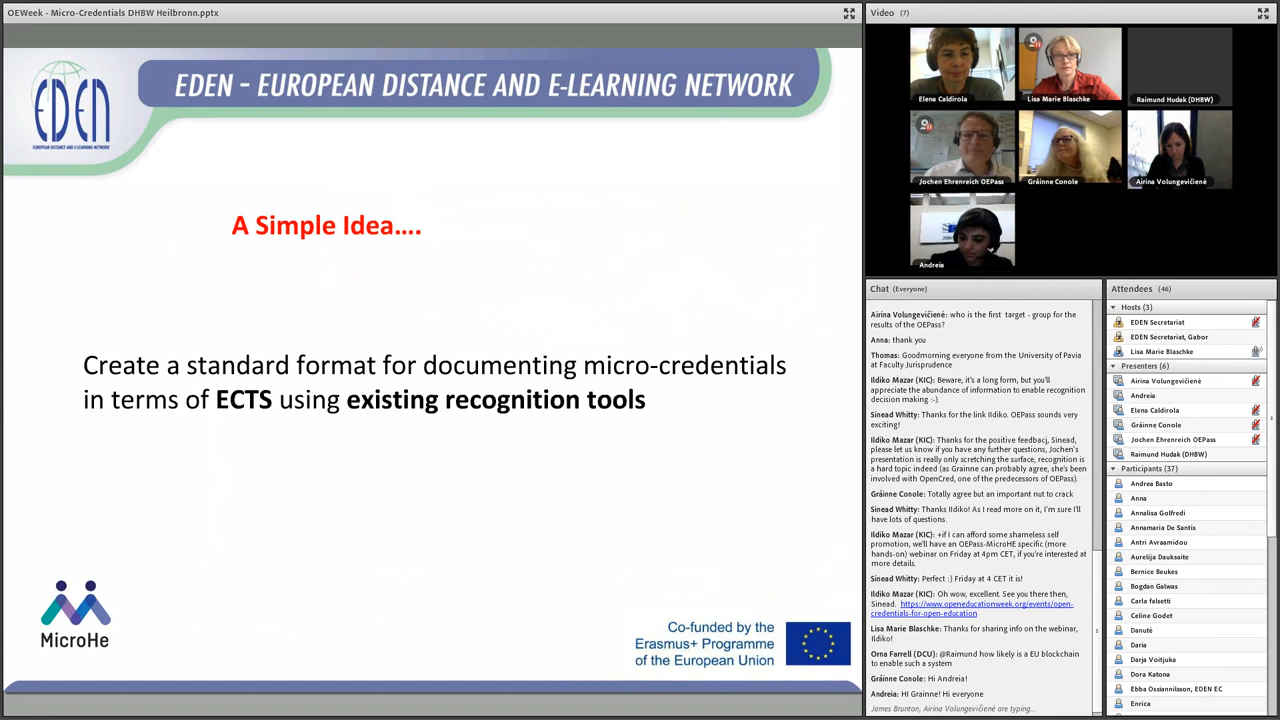 OEWeek - Micro-Credentials DHBW Heilbronn.pptx
EDEN
EUROPEAN DISTANCE AND E-LEARNING NETWORK
EDEN - EUROPEAN DISTANCE AND E-LEARNING NETWORK
A Simple Idea....
Create a standard format for documenting micro-credentials
in terms of ECTS using existing recognition tools
MicroHe
Co-funded by the
Erasmus+ Programme
of the European Union
Video (7)
Elena Caldirola
Lisa Marie Blaschke
Raimund Hudak (DHBW)
Jochen Ehrenreich OEPass
Gráinne Conole
Airina Volungevičienė
Andreia
Chat (Everyone)
Airina Volungevičienė: who is the first target - group for the
results of the OEPass?
Anna: thank you
Thomas: Goodmorning everyone from the University of Pavia
at Faculty Jurisprudence
Ildiko Mazar (KIC): Beware, it's a long form, but you'll
appreciate the abundance of information to enable recognition
decision making :-).
Sinead Whitty: Thanks for the link IIdiko. OEPass sounds very
exciting!
Ildiko Mazar (KIC): Thanks for the positive feedbacj, Sinead,
please let us know if you have any further questions, Jochen's
presentation is really only scretching the surface, recognition is
a hard topic indeed (as Grainne can probably agree, she's been
involved with OpenCred, one of the predecessors of OEPass).
Gráinne Conole: Totally agree but an important nut to crack
Sinead Whitty: Thanks IIdiko! As I read more on it, I'm sure I'll
have lots of questions.
Ildiko Mazar (KIC): +if I can afford some shameless self
promotion, we'll have an OEPass-MicroHE specific (more
hands-on) webinar on Friday at 4pm CET, if you're interested at
more details.
Sinead Whitty: Perfect :) Friday at 4 CET it is!
Ildiko Mazar (KIC): Oh wow, excellent. See you there then,
Sinead. https://www.openeducationweek.org/events/open-
credentials-for-open-education
Lisa Marie Blaschke: Thanks for sharing info on the webinar,
Ildiko!
Orna Farrell (DCU): @Raimund how likely is a EU blockchain
to enable such a system
Gráinne Conole: Hi Andreia!
Andreia: HI Grainne! Hi everyone
James Brunton, Airina Volungevičienė are typing...
Attendees (46)
Hosts (3)
EDEN Secretariat
EDEN Secretariat, Gabor
Lisa Marie Blaschke
Presenters (6)
Airina Volungevičienė
Andreia
Elena Caldirola
Gráinne Conole
Jochen Ehrenreich OEPass
Raimund Hudak (DHBW)
Participants (37)
Andrea Basto
Anna
Annalisa Golfredi
Annamaria De Santis
Antri Avraamidou
Aurelija Dauksaite
Bernice Beukes
Bogdan Galwas
Carla falsetti
Celine Godet
Danutė
Daria
Darja Voitjuka
Dora Katona
Ebba Ossiannilsson, EDEN EC
Enrica